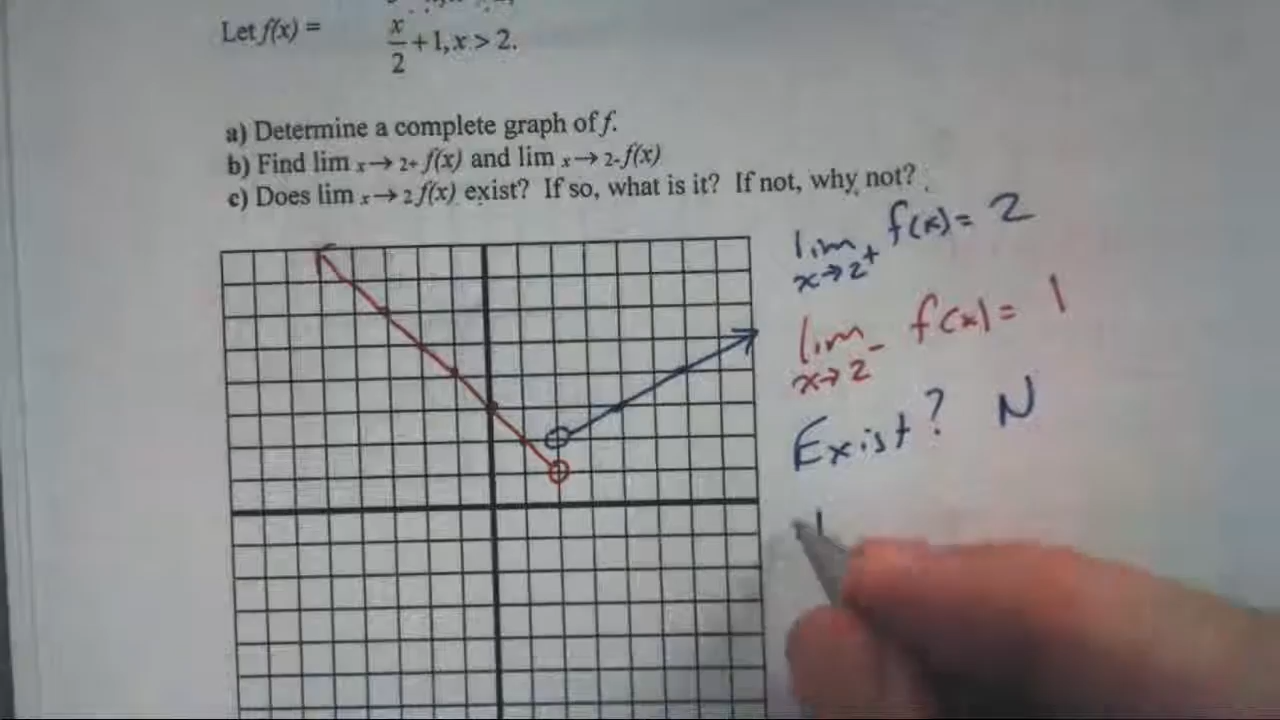 Let f(x) =
x/2 + 1, x > 2.
a) Determine a complete graph of f.
b) Find lim x→ 2+ f(x) and lim x→ 2- f(x)
c) Does lim x→ 2 f(x) exist? If so, what is it? If not, why not?
lim x→2⁺ f(x) = 2
lim x→2⁻ f(x) = 1
Exist? N